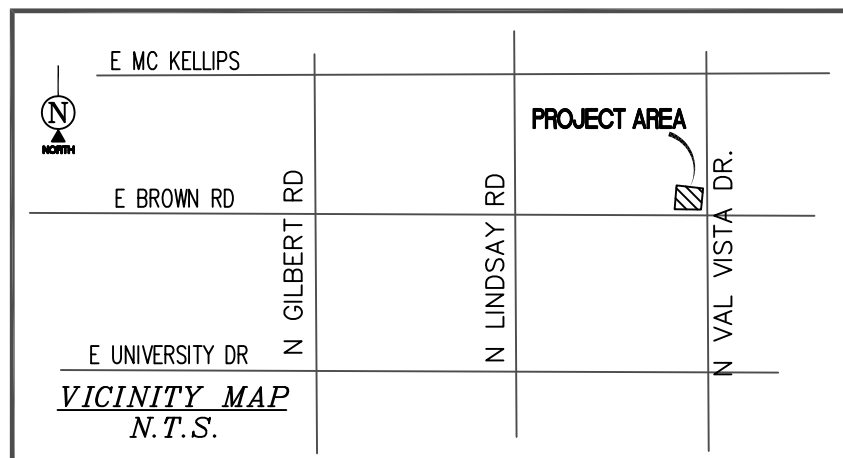 E MC KELLIPS
N
NORTH
PROJECT AREA
E BROWN RD
N GILBERT RD
N LINDSAY RD
N VAL VISTA DR.
E UNIVERSITY DR
VICINITY MAP
N.T.S.